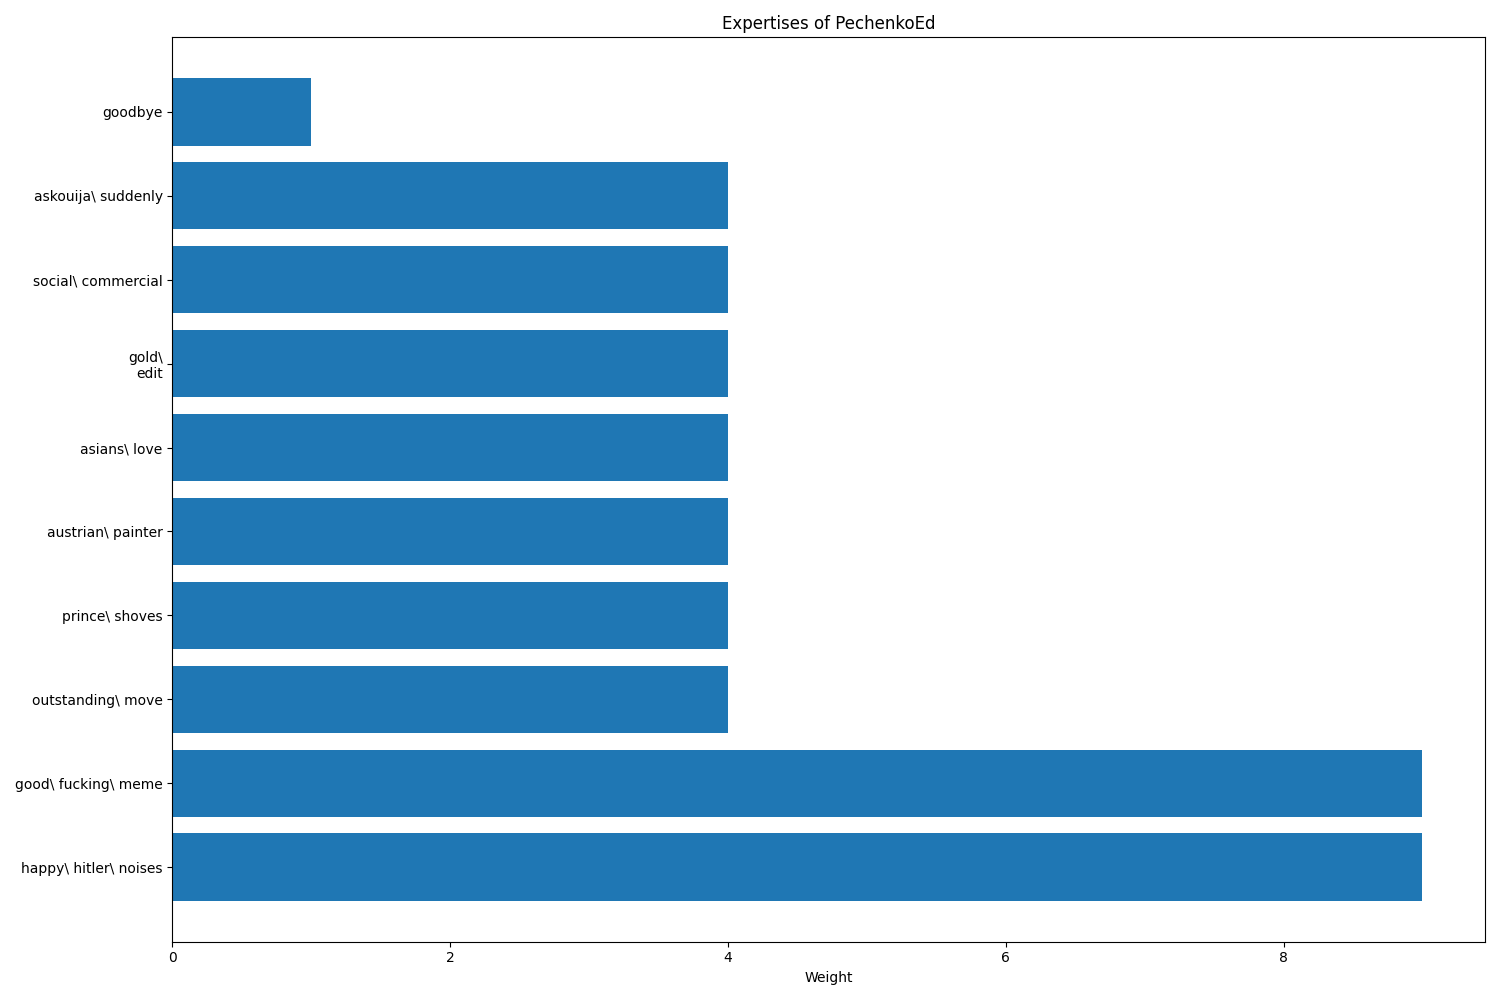 Expertises of PechenkoEd
goodbye
askouija\ suddenly
social\ commercial
gold\
edit
asians\ love
austrian\ painter
prince\ shoves
outstanding\ move
good\ fucking\ meme
happy\ hitler\ noises
0 2 4 6 8
Weight